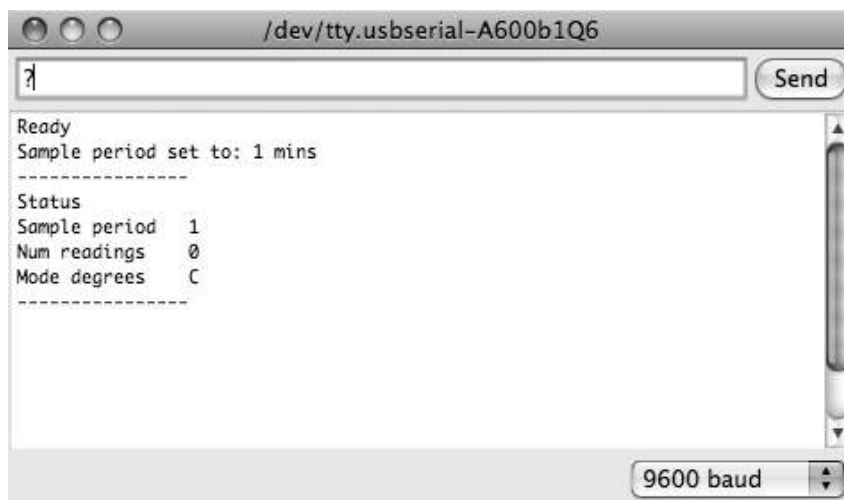 /dev/tty.usbserial-A600b1Q6
?
Send
Ready
Sample period set to: 1 mins
----------------
Status
Sample period 1
Num readings 0
Mode degrees C
----------------
9600 baud